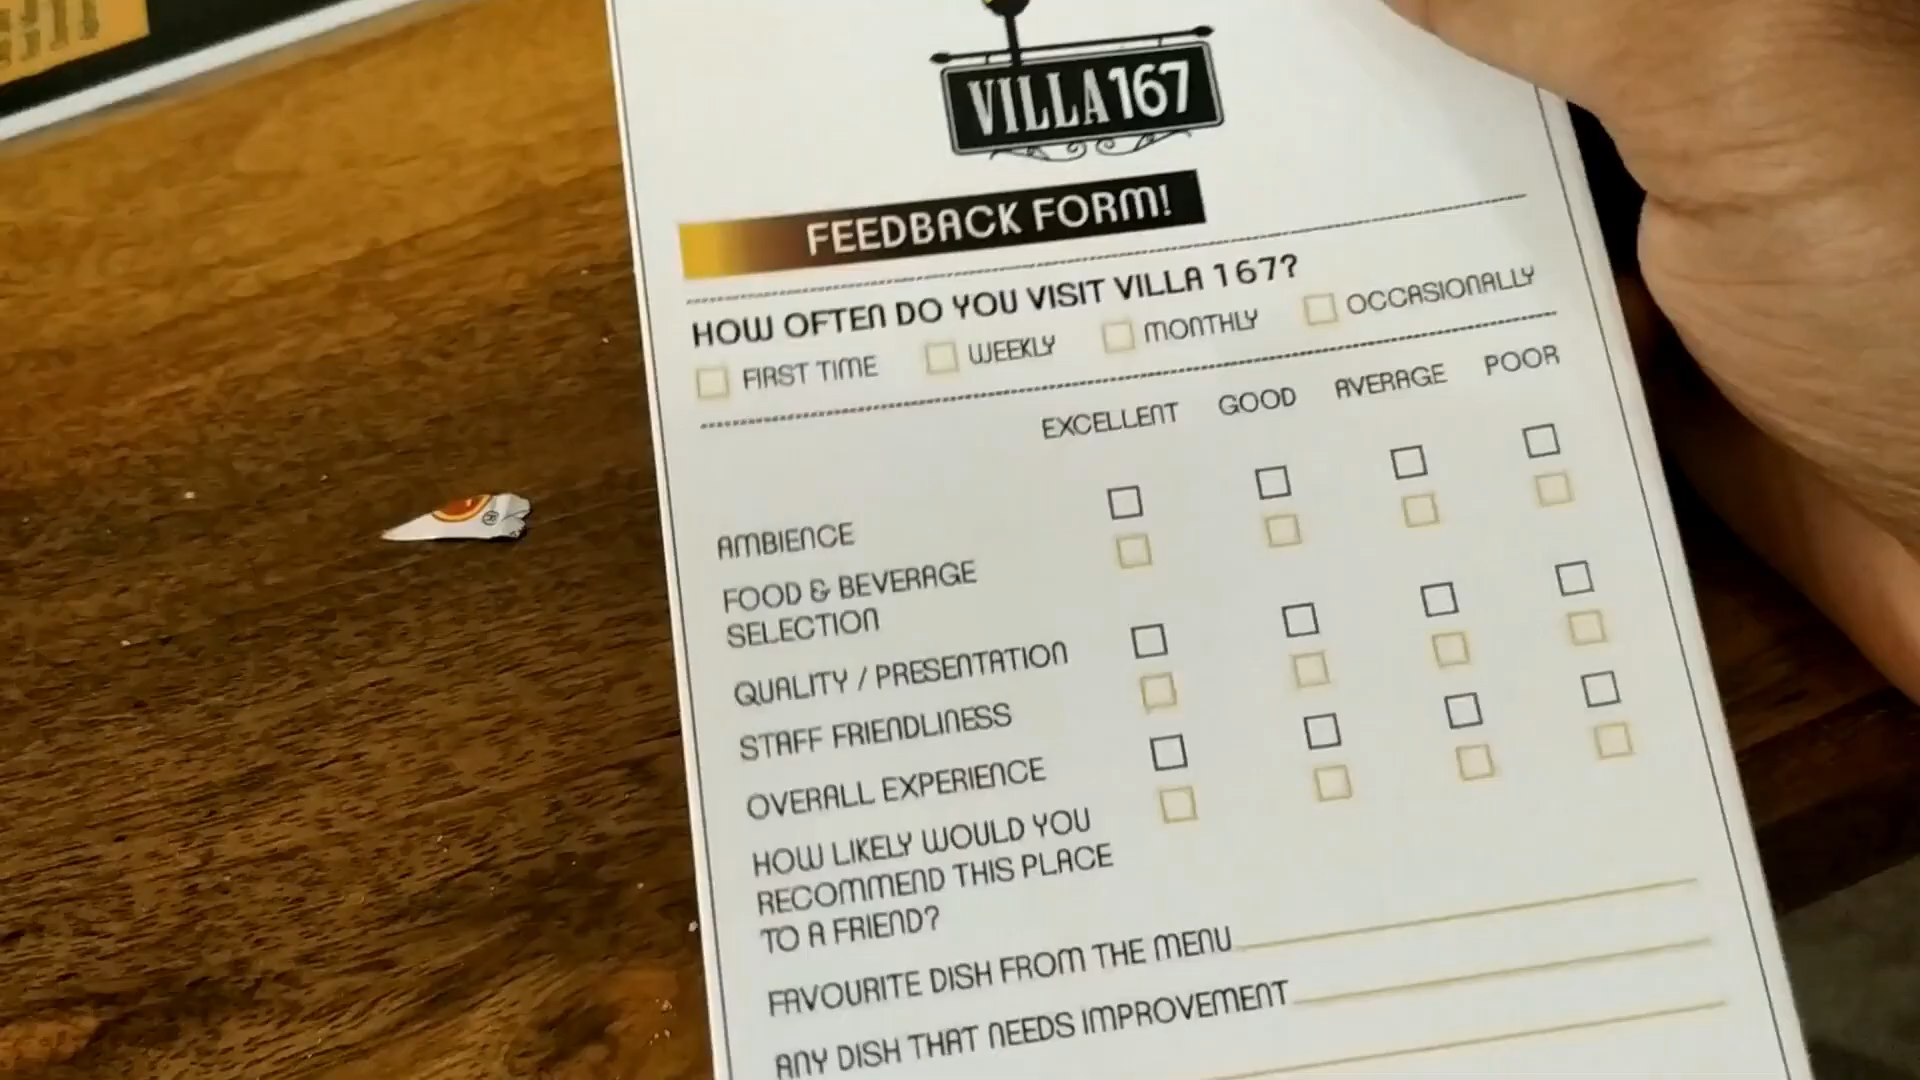 VILLA 167
FEEDBACK FORM!
HOW OFTEN DO YOU VISIT VILLA 167?
FIRST TIME WEEKLY MONTHLY OCCASIONALLY
EXCELLENT GOOD AVERAGE POOR
AMBIENCE
FOOD & BEVERAGE
SELECTION
QUALITY / PRESENTATION
STAFF FRIENDLINESS
OVERALL EXPERIENCE
HOW LIKELY WOULD YOU
RECOMMEND THIS PLACE
TO A FRIEND?
FAVOURITE DISH FROM THE MENU
ANY DISH THAT NEEDS IMPROVEMENT